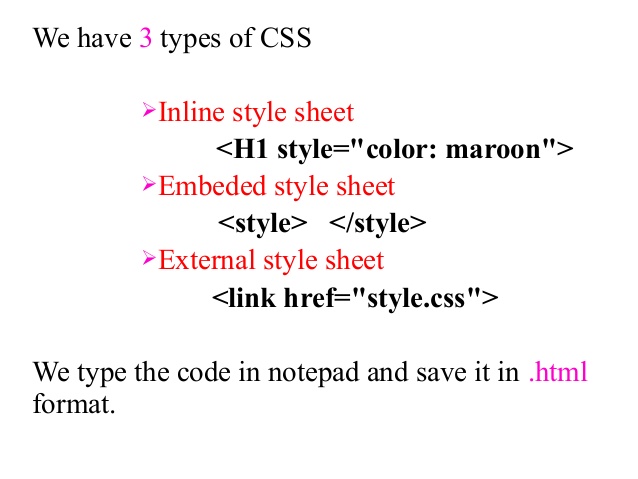 We have 3 types of CSS
➢Inline style sheet
<H1 style="color: maroon">
➢Embeded style sheet
<style>   </style>
➢External style sheet
<link href="style.css">
We type the code in notepad and save it in .html
format.